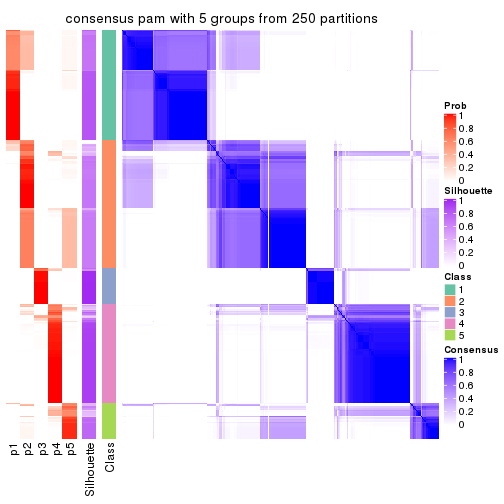 consensus pam with 5 groups from 250 partitions
Prob
1
0.8
0.6
0.4
0.2
0
Silhouette
1
0.8
0.6
0.4
0.2
0
Class
1
2
3
4
5
Consensus
1
0.8
0.6
0.4
0.2
0
p1
p2
p3
p4
p5
Silhouette
Class